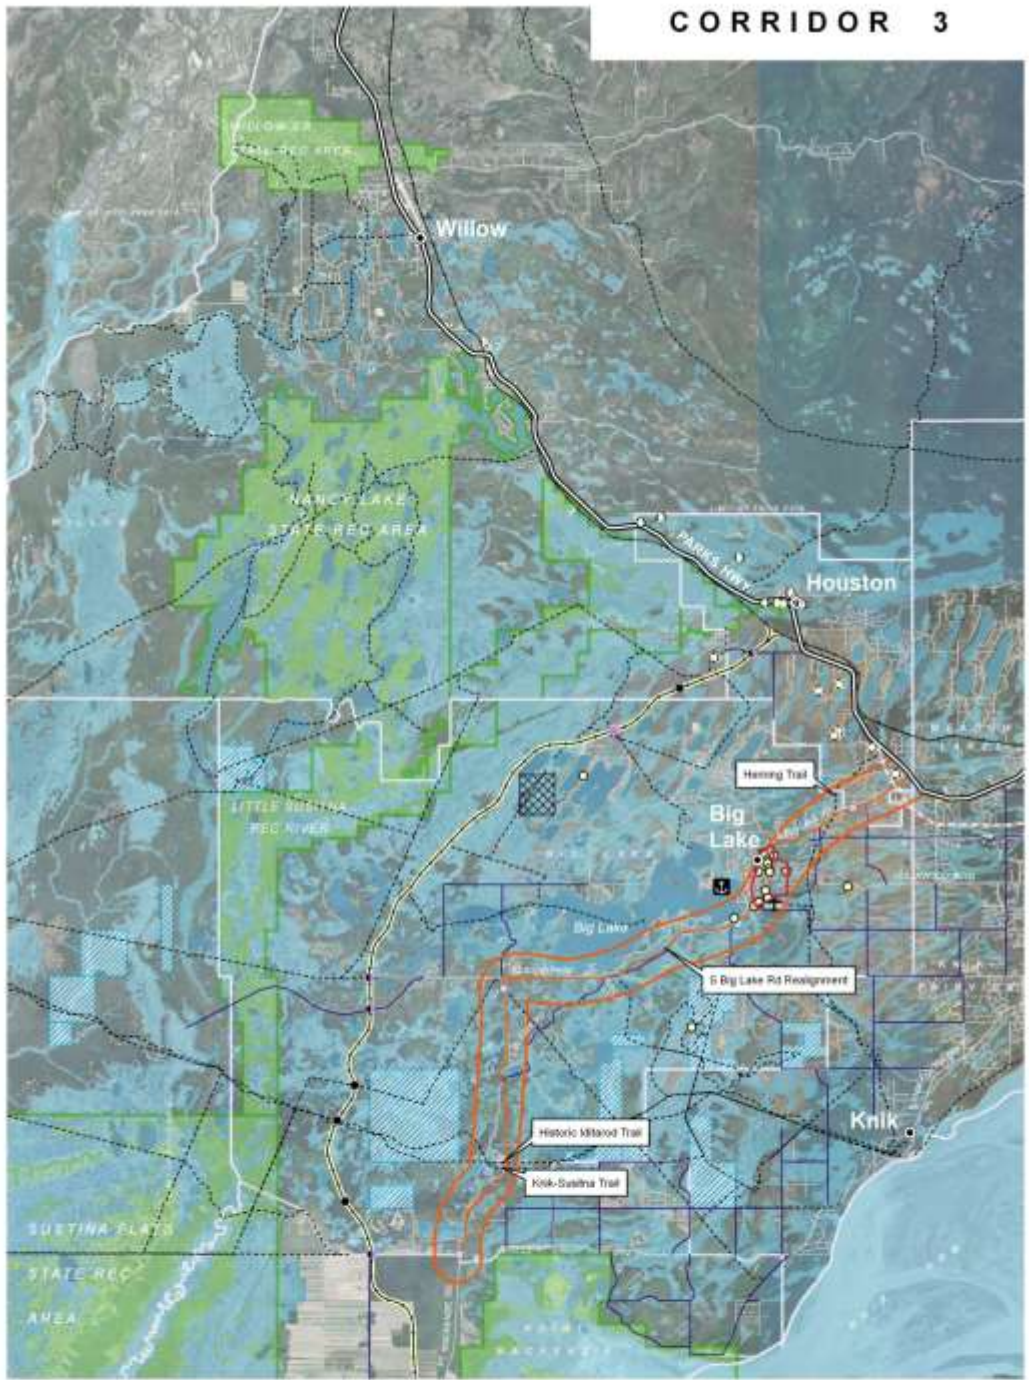 CORRIDOR 3
WILLOW CR
STATE REC AREA
Willow
NANCY LAKE
STATE REC AREA
WILLOW
PARKS HWY
Houston
Herning Trail
Big
Lake
LITTLE SUSITNA
REC RIVER
Big Lake
S Big Lake Rd Realignment
Knik
Historic Iditarod Trail
Knik-Susitna Trail
SUSTINA FLATS
STATE REC
AREA